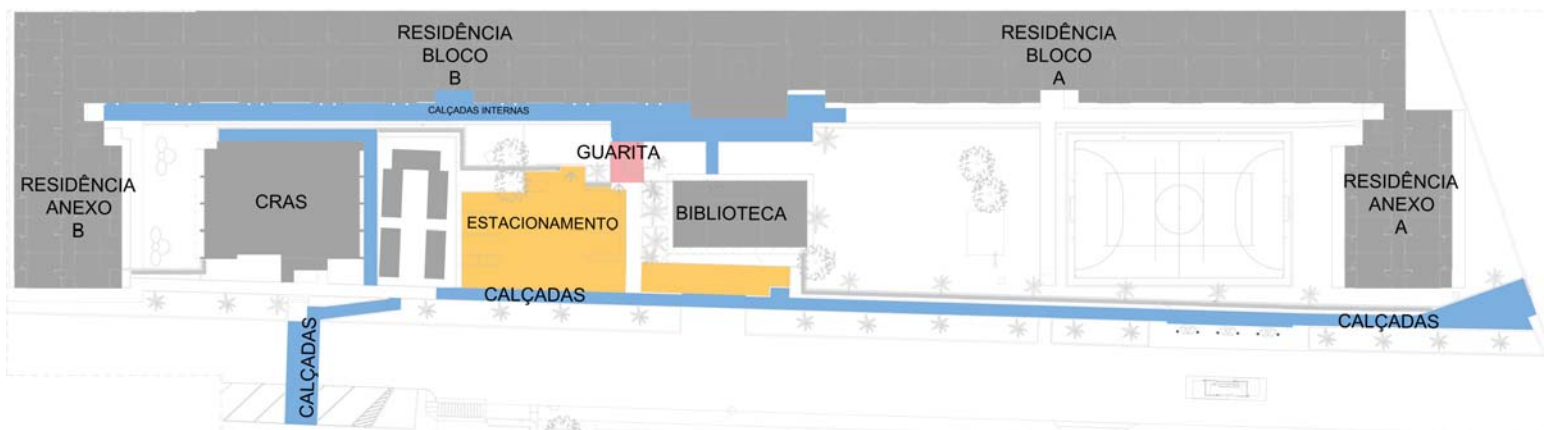 RESIDÊNCIA
BLOCO
B
RESIDÊNCIA
BLOCO
A
CALÇADAS INTERNAS
GUARITA
RESIDÊNCIA
ANEXO
B
CRAS
ESTACIONAMENTO
BIBLIOTECA
RESIDÊNCIA
ANEXO
A
CALÇADAS
CALÇADAS
CALÇADAS